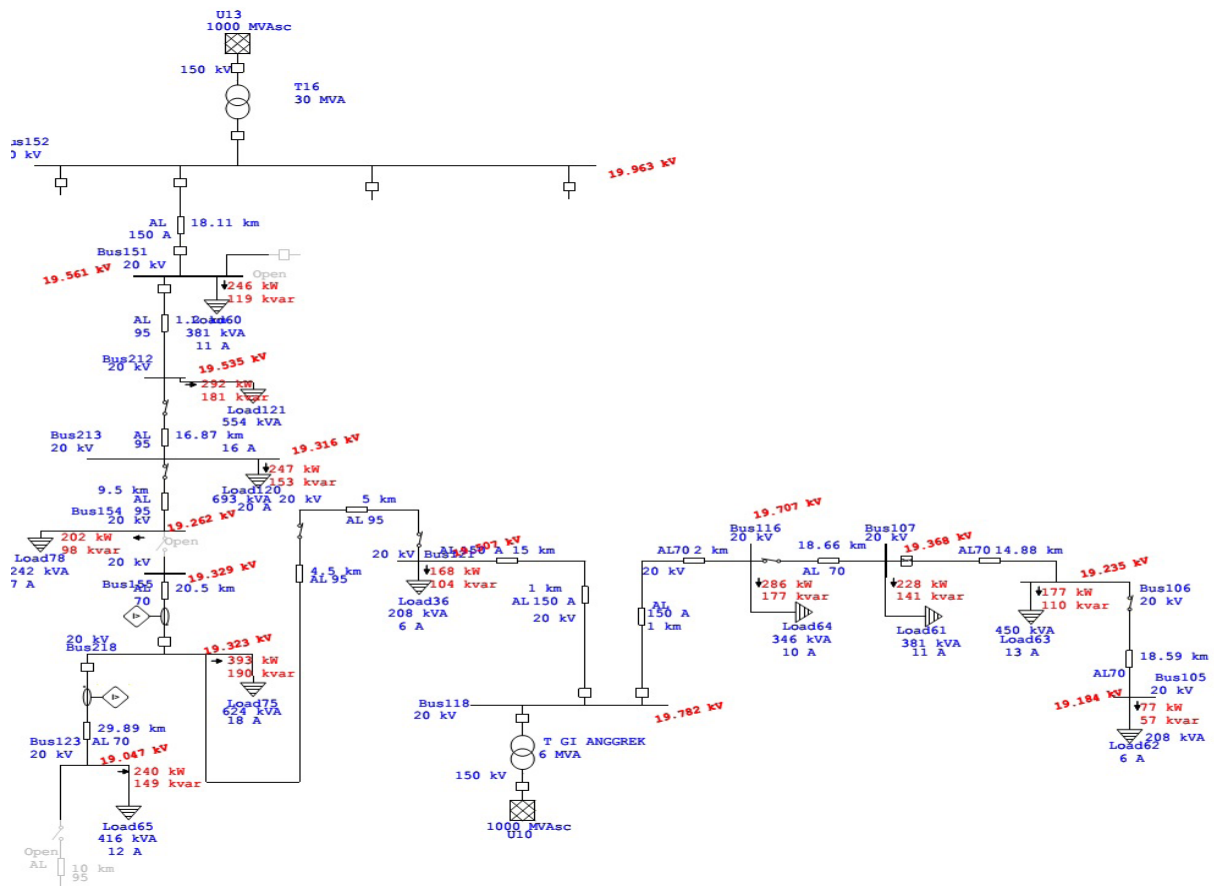 U13
1000 MVAsc
150 kV
T16
30 MVA
us152
0 kV
19.963 kV
AL
18.11 km
150 A
Bus151
20 kV
19.561 kV
Open
246 kW
119 kvar
AL
95
Load60
381 kVA
11 A
Bus212
20 kV
19.535 kV
292 kW
181 kvar
Load121
554 kVA
Bus213
20 kV
AL
95
16.87 km
16 A
19.316 kV
247 kW
153 kvar
9.5 km
AL
95
Load120
693 kVA
20 kV
20 A
5 km
AL 95
Bus154
20 kV
19.262 kV
202 kW
98 kvar
Open
Load78
242 kVA
7 A
20 kV
Bus155
19.329 kV
AL
70
20.5 km
4.5 km
AL 95
20 kV
168 kW
104 kvar
Load36
208 kVA
6 A
15 km
1 km
AL 150 A
20 kV
AL70
2 km
20 kV
AL
150 A
1 km
19.707 kV
Bus116
20 kV
286 kW
177 kvar
Load64
346 kVA
10 A
18.66 km
AL 70
Bus107
20 kV
19.368 kV
228 kW
141 kvar
Load61
381 kVA
11 A
AL70
14.88 km
19.235 kV
177 kW
110 kvar
450 kVA
Load63
13 A
Bus106
20 kV
18.59 km
AL70
Bus105
20 kV
19.184 kV
77 kW
57 kvar
208 kVA
Load62
6 A
20 kV
Bus218
19.323 kV
393 kW
190 kvar
Load75
624 kVA
18 A
I>
I>
29.89 km
AL 70
Bus123
20 kV
19.047 kV
240 kW
149 kvar
Load65
416 kVA
12 A
Open
AL
10 km
95
Bus118
20 kV
19.782 kV
T GI ANGGREK
6 MVA
150 kV
1000 MVAsc
U10